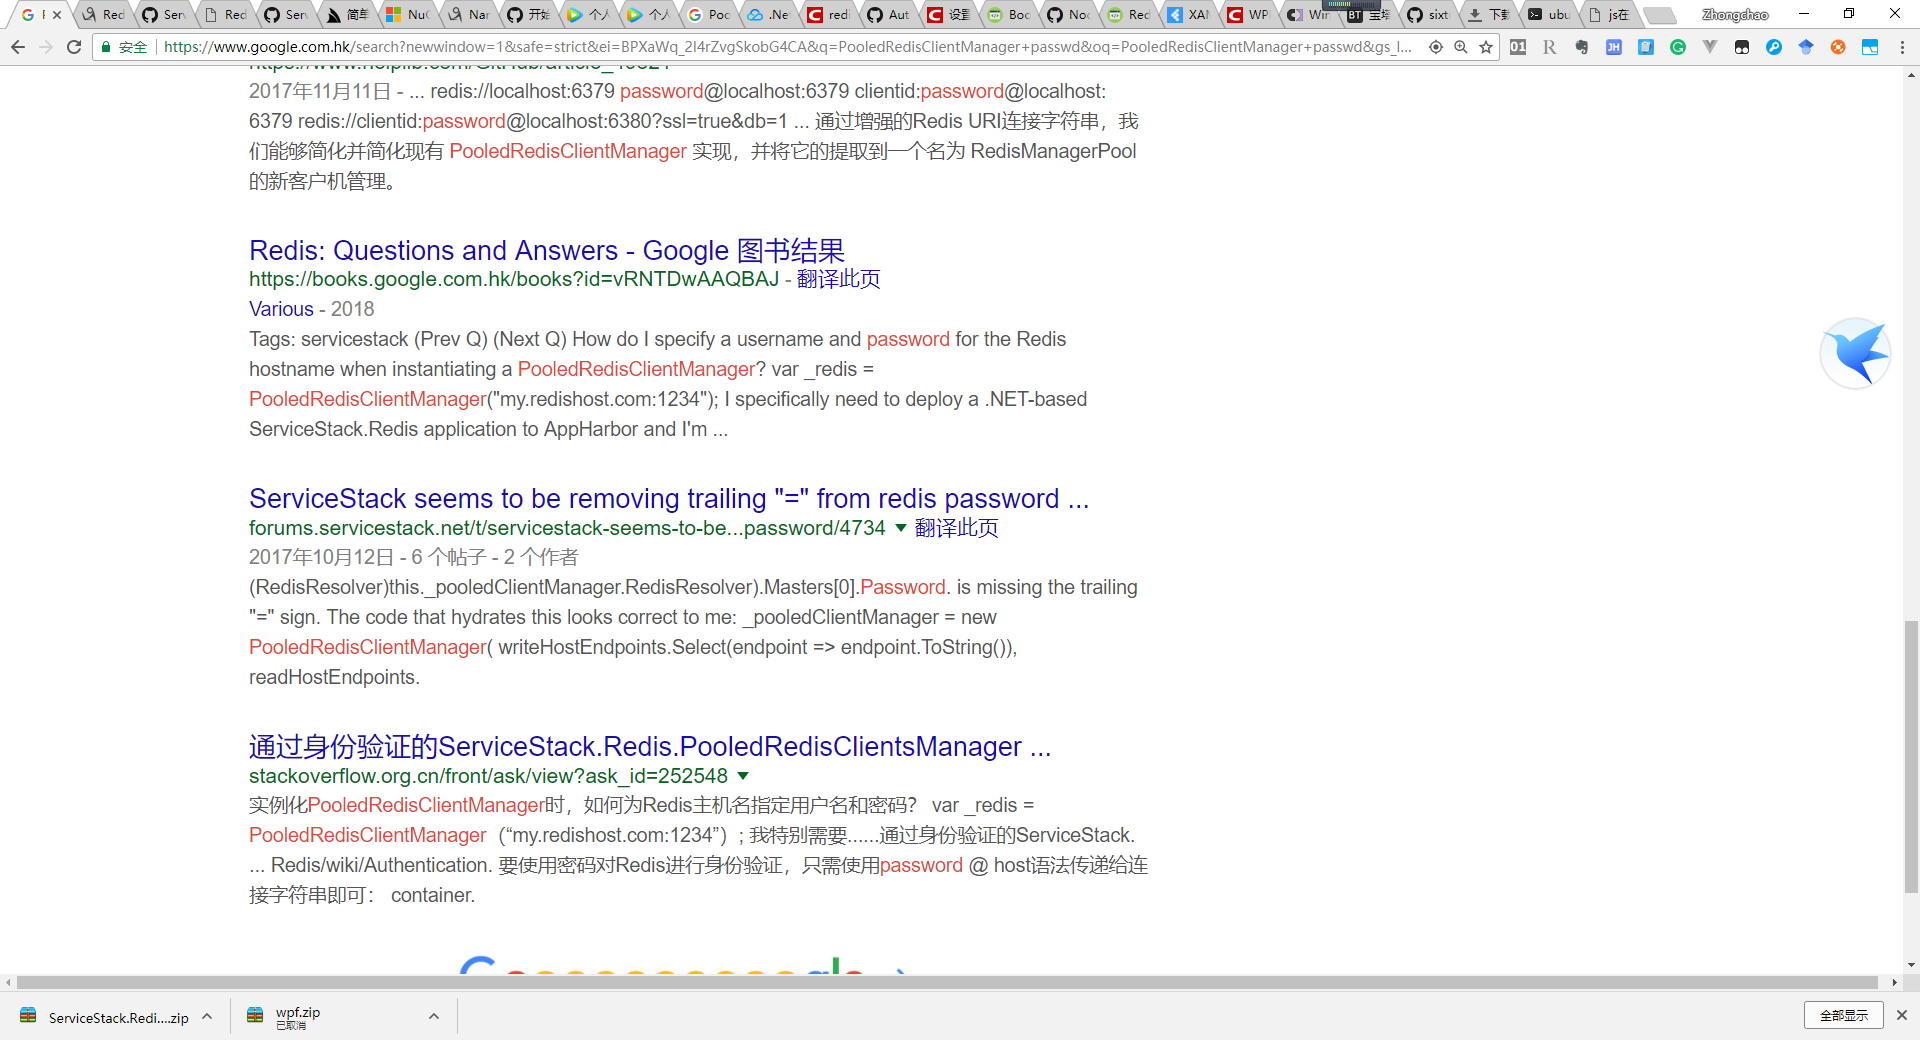 Red
Ser
Red
Ser
简单
NuG
Nar
开始
个人
个人
Poo
.Ne
redi
Aut
设置
Boo
Noc
Red
XAM
WPF
Win
BT 宝塔
sixt
下载
ubu
js在
Zhongchao
安全 https://www.google.com.hk/search?newwindow=1&safe=strict&ei=BPXaWq_2I4rZvgSkobG4CA&q=PooledRedisClientManager+passwd&oq=PooledRedisClientManager+passwd&gs_l...
2017年11月11日 - ... redis://localhost:6379 password@localhost:6379 clientid:password@localhost:
6379 redis://clientid:password@localhost:6380?ssl=true&db=1 ... 通过增强的Redis URI连接字符串，我
们能够简化并简化现有 PooledRedisClientManager 实现，并将它的提取到一个名为 RedisManagerPool
的新客户机管理。
Redis: Questions and Answers - Google 图书结果
https://books.google.com.hk/books?id=vRNTDwAAQBAJ - 翻译此页
Various - 2018
Tags: servicestack (Prev Q) (Next Q) How do I specify a username and password for the Redis
hostname when instantiating a PooledRedisClientManager? var _redis =
PooledRedisClientManager("my.redishost.com:1234"); I specifically need to deploy a .NET-based
ServiceStack.Redis application to AppHarbor and I'm ...
ServiceStack seems to be removing trailing "=" from redis password ...
forums.servicestack.net/t/servicestack-seems-to-be...password/4734 ▼ 翻译此页
2017年10月12日 - 6 个帖子 - 2 个作者
(RedisResolver)this._pooledClientManager.RedisResolver).Masters[0].Password. is missing the trailing
"=" sign. The code that hydrates this looks correct to me: _pooledClientManager = new
PooledRedisClientManager( writeHostEndpoints.Select(endpoint => endpoint.ToString()),
readHostEndpoints.
通过身份验证的ServiceStack.Redis.PooledRedisClientsManager ...
stackoverflow.org.cn/front/ask/view?ask_id=252548 ▼
实例化PooledRedisClientManager时，如何为Redis主机名指定用户名和密码？ var _redis =
PooledRedisClientManager（“my.redishost.com:1234”）; 我特别需要......通过身份验证的ServiceStack.
... Redis/wiki/Authentication. 要使用密码对Redis进行身份验证，只需使用password @ host语法传递给连
接字符串即可： container.
ServiceStack.Redi....zip
wpf.zip
已取消
全部显示